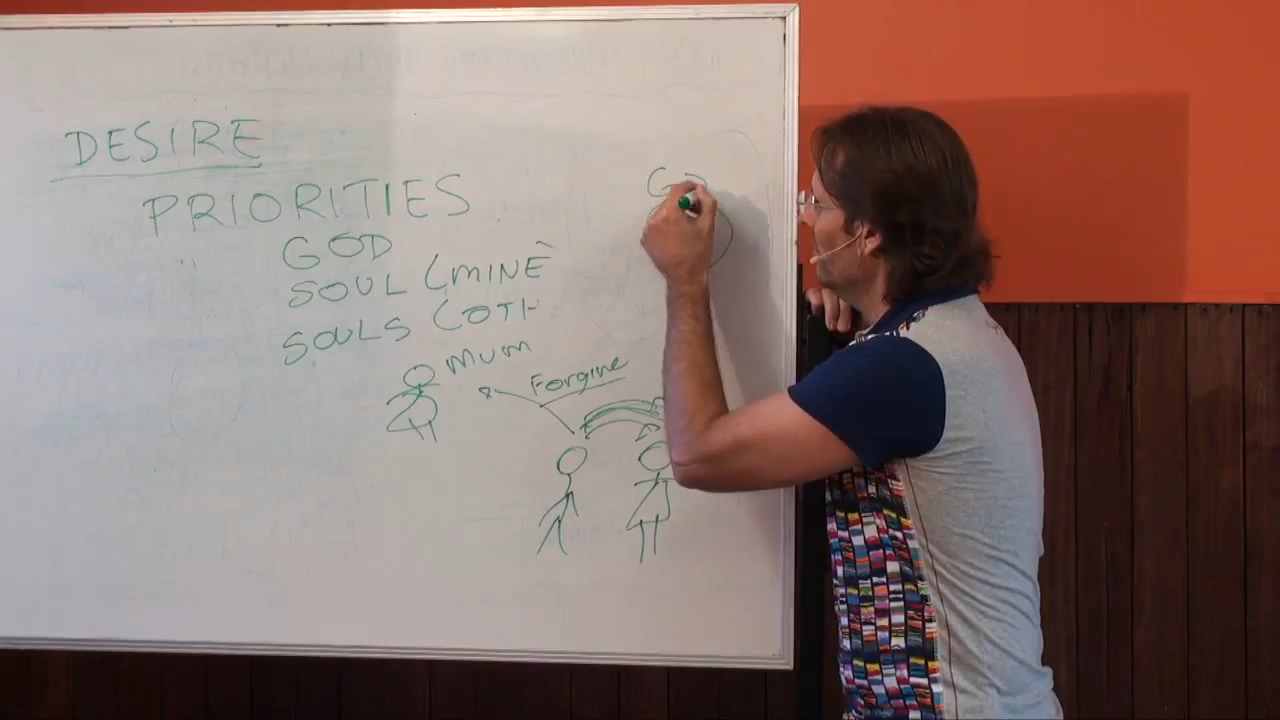 DESIRE
PRIORITIES
GOD
SOUL (MINE
SOULS (OTH
MUM
Forgive
G